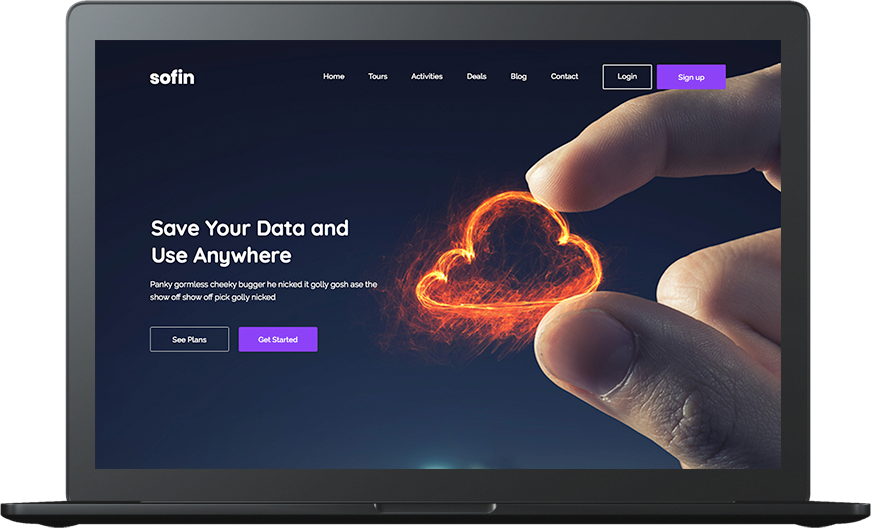 sofin
Home Tours Activities Deals Blog Contact Login Sign up
Save Your Data and
Use Anywhere
Panky gormless cheeky bugger he nicked it golly gosh ase the
show off show off pick golly nicked
See Plans Get Started